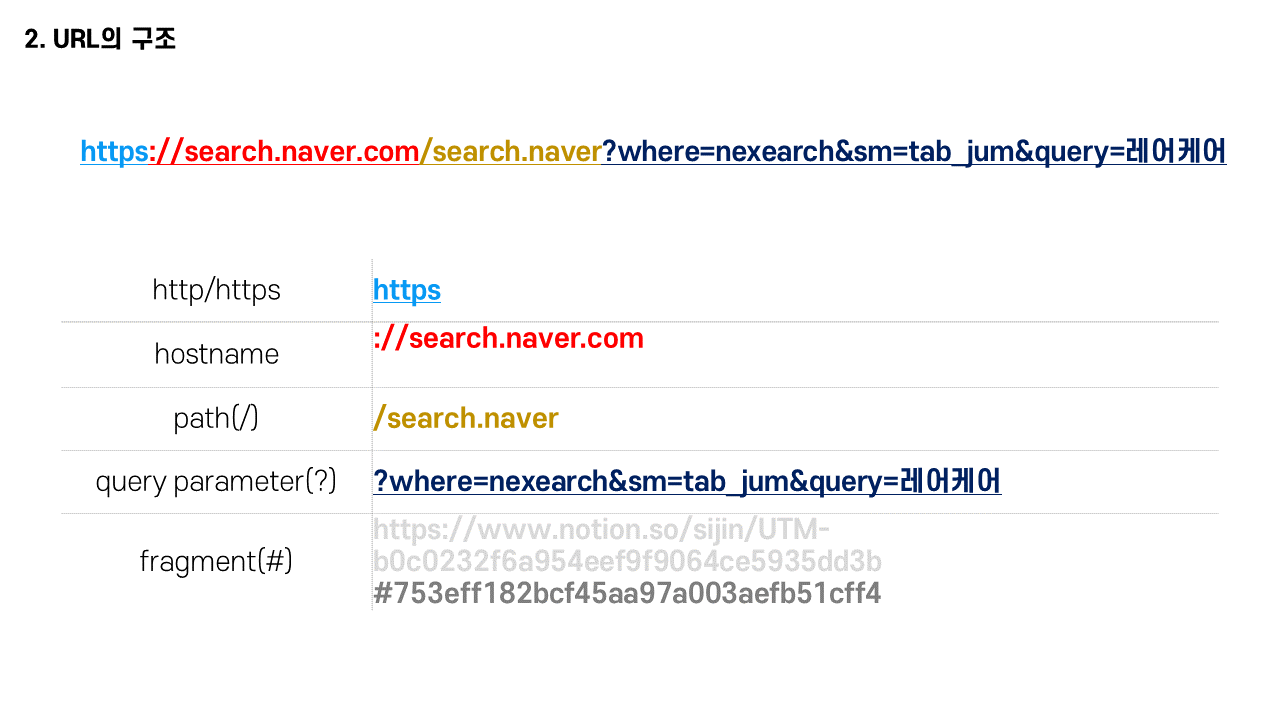 2. URL의 구조
https://search.naver.com/search.naver?where=nexearch&sm=tab_jum&query=레어케어
http/https
https
hostname
://search.naver.com
path(/)
/search.naver
query parameter(?)
?where=nexearch&sm=tab_jum&query=레어케어
fragment(#)
https://www.notion.so/sijin/UTM-
b0c0232f6a954eef9f9064ce5935dd3b
#753eff182bcf45aa97a003aefb51cff4